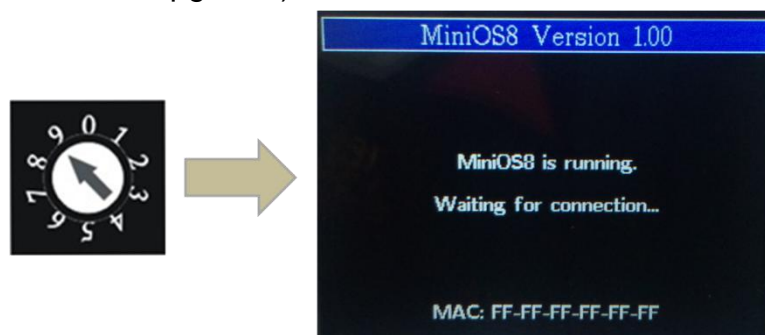 0
1
2
3
4
5
6
7
8
9
MiniOS8 Version 1.00
MiniOS8 is running.
Waiting for connection...
MAC: FF-FF-FF-FF-FF-FF